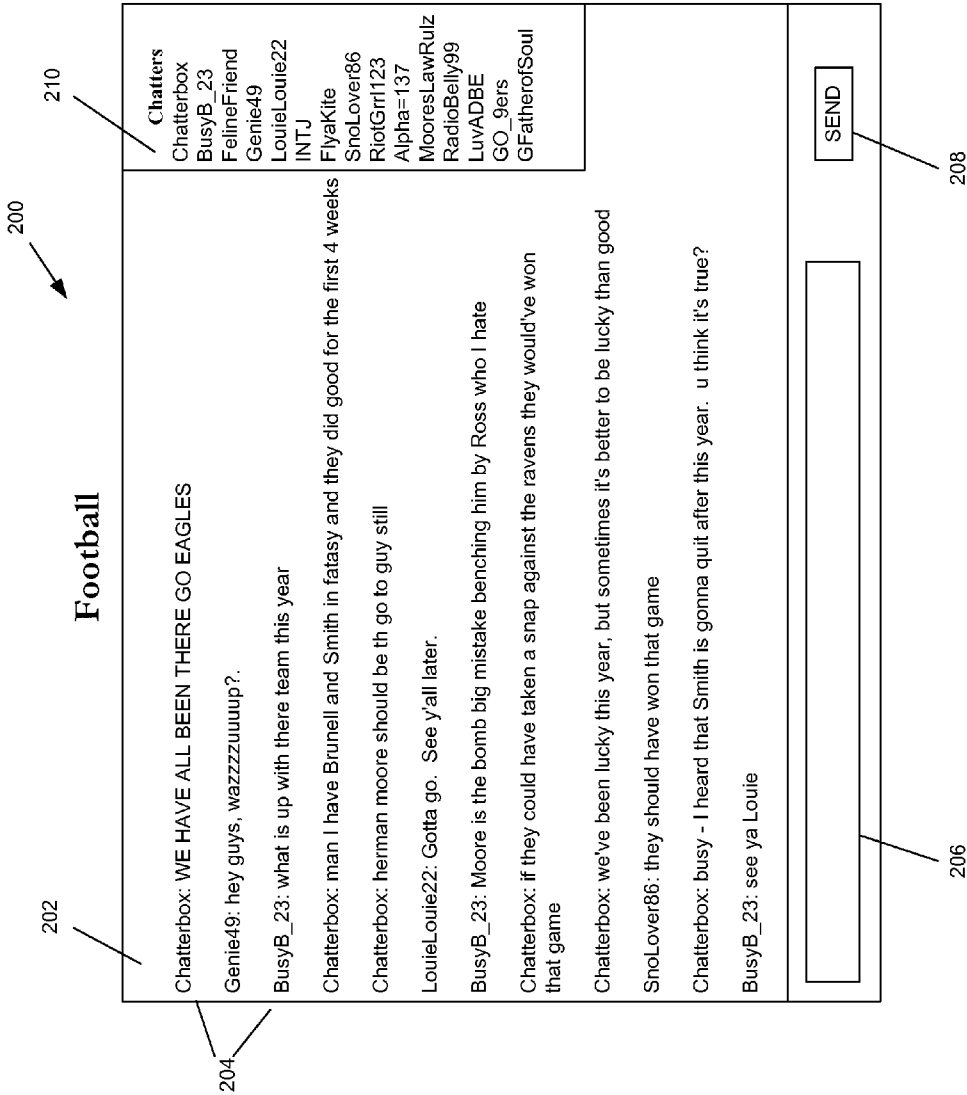 200
Football
210
202
204
Chatters
Chatterbox
BusyB_23
FelineFriend
Genie49
LouieLouie22
INTJ
FlyaKite
SnoLover86
RiotGrrl123
Alpha=137
MooresLawRulz
RadioBelly99
LuvADBE
GO_9ers
GFatherofSoul
Chatterbox: WE HAVE ALL BEEN THERE GO EAGLES
Genie49: hey guys, wazzzzuuuup?.
BusyB_23: what is up with there team this year
Chatterbox: man I have Brunell and Smith in fatasy and they did good for the first 4 weeks
Chatterbox: herman moore should be th go to guy still
LouieLouie22: Gotta go.  See y'all later.
BusyB_23: Moore is the bomb big mistake benching him by Ross who I hate
Chatterbox: if they could have taken a snap against the ravens they would've won
that game
Chatterbox: we've been lucky this year, but sometimes it's better to be lucky than good
SnoLover86: they should have won that game
Chatterbox: busy - I heard that Smith is gonna quit after this year.  u think it's true?
BusyB_23: see ya Louie
SEND
206
208